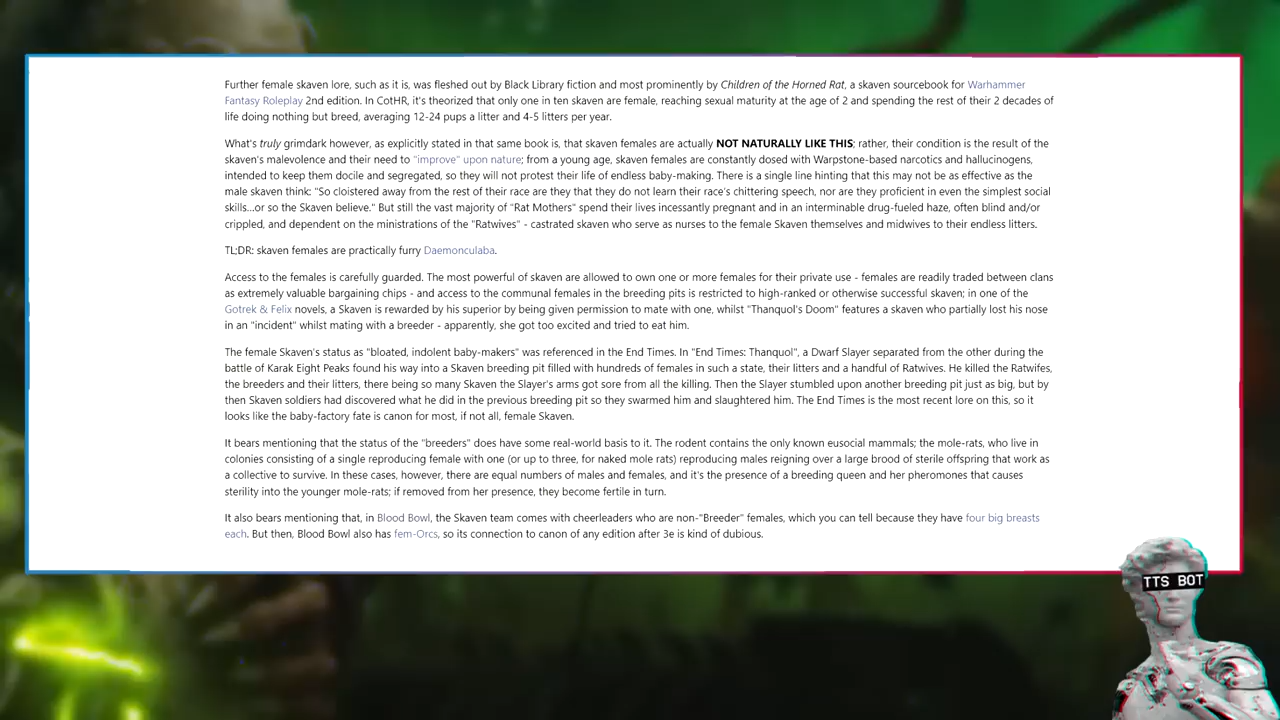 Further female skaven lore, such as it is, was fleshed out by Black Library fiction and most prominently by Children of the Horned Rat, a skaven sourcebook for Warhammer
Fantasy Roleplay 2nd edition. In CotHR, it's theorized that only one in ten skaven are female, reaching sexual maturity at the age of 2 and spending the rest of their 2 decades of
life doing nothing but breed, averaging 12-24 pups a litter and 4-5 litters per year.
What's truly grimdark however, as explicitly stated in that same book is, that skaven females are actually NOT NATURALLY LIKE THIS; rather, their condition is the result of the
skaven's malevolence and their need to "improve" upon nature; from a young age, skaven females are constantly dosed with Warpstone-based narcotics and hallucinogens,
intended to keep them docile and segregated, so they will not protest their life of endless baby-making. There is a single line hinting that this may not be as effective as the
male skaven think: "So cloistered away from the rest of their race are they that they do not learn their race's chittering speech, nor are they proficient in even the simplest social
skills...or so the Skaven believe." But still the vast majority of "Rat Mothers" spend their lives incessantly pregnant and in an interminable drug-fueled haze, often blind and/or
crippled, and dependent on the ministrations of the "Ratwives" - castrated skaven who serve as nurses to the female Skaven themselves and midwives to their endless litters.
TL;DR: skaven females are practically furry Daemonculaba.
Access to the females is carefully guarded. The most powerful of skaven are allowed to own one or more females for their private use - females are readily traded between clans
as extremely valuable bargaining chips - and access to the communal females in the breeding pits is restricted to high-ranked or otherwise successful skaven; in one of the
Gotrek & Felix novels, a Skaven is rewarded by his superior by being given permission to mate with one, whilst "Thanquol's Doom" features a skaven who partially lost his nose
in an "incident" whilst mating with a breeder - apparently, she got too excited and tried to eat him.
The female Skaven's status as "bloated, indolent baby-makers" was referenced in the End Times. In "End Times: Thanquol", a Dwarf Slayer separated from the other during the
battle of Karak Eight Peaks found his way into a Skaven breeding pit filled with hundreds of females in such a state, their litters and a handful of Ratwives. He killed the Ratwifes,
the breeders and their litters, there being so many Skaven the Slayer's arms got sore from all the killing. Then the Slayer stumbled upon another breeding pit just as big, but by
then Skaven soldiers had discovered what he did in the previous breeding pit so they swarmed him and slaughtered him. The End Times is the most recent lore on this, so it
looks like the baby-factory fate is canon for most, if not all, female Skaven.
It bears mentioning that the status of the "breeders" does have some real-world basis to it. The rodent contains the only known eusocial mammals; the mole-rats, who live in
colonies consisting of a single reproducing female with one (or up to three, for naked mole rats) reproducing males reigning over a large brood of sterile offspring that work as
a collective to survive. In these cases, however, there are equal numbers of males and females, and it's the presence of a breeding queen and her pheromones that causes
sterility into the younger mole-rats; if removed from her presence, they become fertile in turn.
It also bears mentioning that, in Blood Bowl, the Skaven team comes with cheerleaders who are non-"Breeder" females, which you can tell because they have four big breasts
each. But then, Blood Bowl also has fem-Orcs, so its connection to canon of any edition after 3e is kind of dubious.
TTS BOT